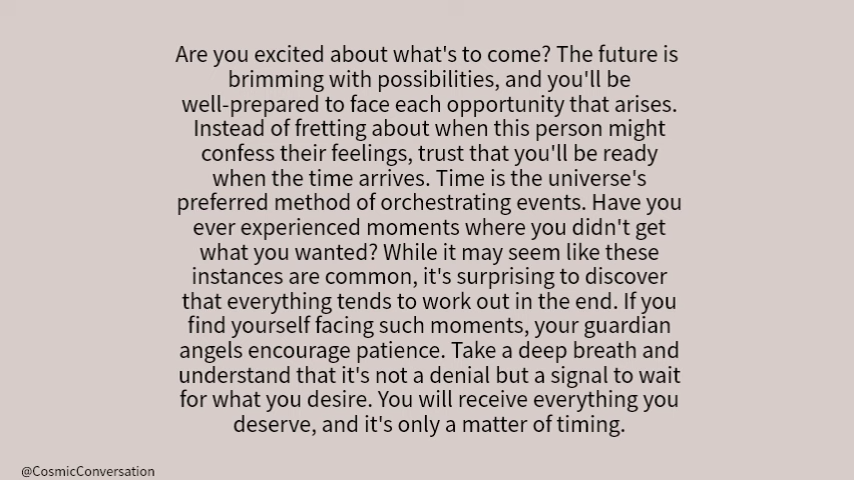 Are you excited about what's to come? The future is
brimming with possibilities, and you'll be
well-prepared to face each opportunity that arises.
Instead of fretting about when this person might
confess their feelings, trust that you'll be ready
when the time arrives. Time is the universe's
preferred method of orchestrating events. Have you
ever experienced moments where you didn't get
what you wanted? While it may seem like these
instances are common, it's surprising to discover
that everything tends to work out in the end. If you
find yourself facing such moments, your guardian
angels encourage patience. Take a deep breath and
understand that it's not a denial but a signal to wait
for what you desire. You will receive everything you
deserve, and it's only a matter of timing.
@CosmicConversation